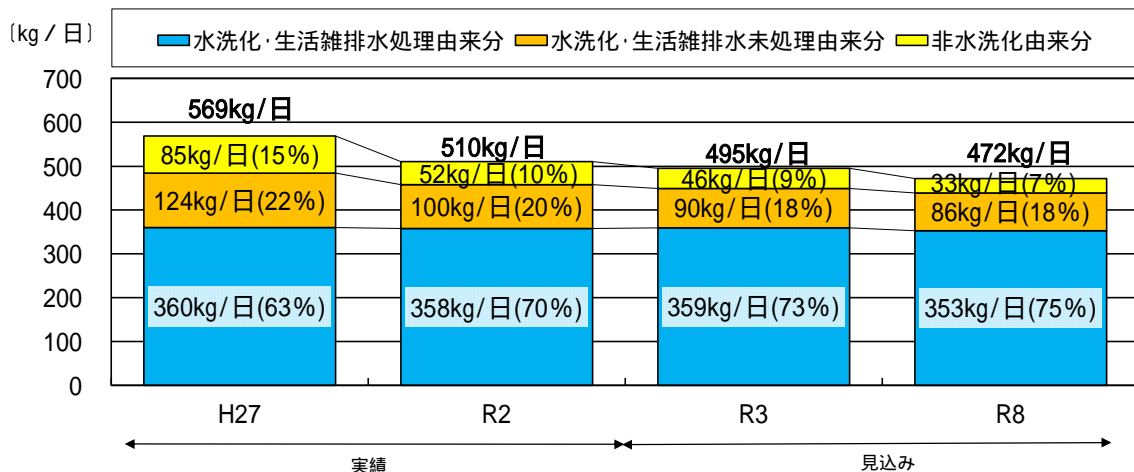 〔kg/日〕
水洗化・生活雑排水処理由来分 水洗化・生活雑排水未処理由来分 非水洗化由来分
700
600
500
400
300
200
100
0
569kg/日
85kg/日(15%)
124kg/日(22%)
360kg/日(63%)
510kg/日
52kg/日(10%)
100kg/日(20%)
358kg/日(70%)
495kg/日
46kg/日(9%)
90kg/日(18%)
359kg/日(73%)
472kg/日
33kg/日(7%)
86kg/日(18%)
353kg/日(75%)
H27 R2 R3 R8
実績 見込み